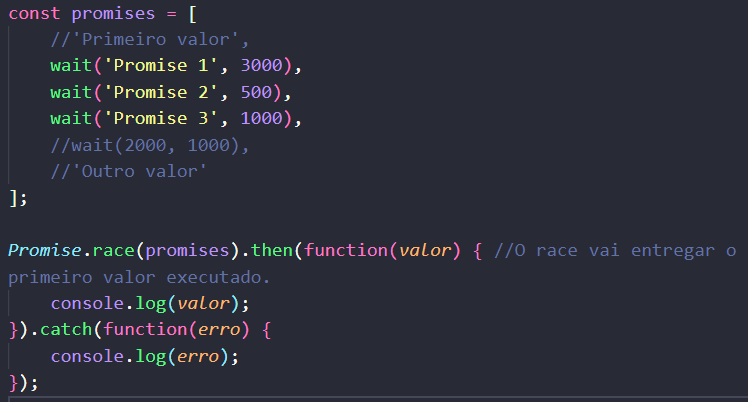 const promises = [
    //'Primeiro valor',
    wait('Promise 1', 3000),
    wait('Promise 2', 500),
    wait('Promise 3', 1000),
    //wait(2000, 1000),
    //'Outro valor'
];

Promise.race(promises).then(function(valor) { //O race vai entregar o
primeiro valor executado.
    console.log(valor);
}).catch(function(erro) {
    console.log(erro);
});